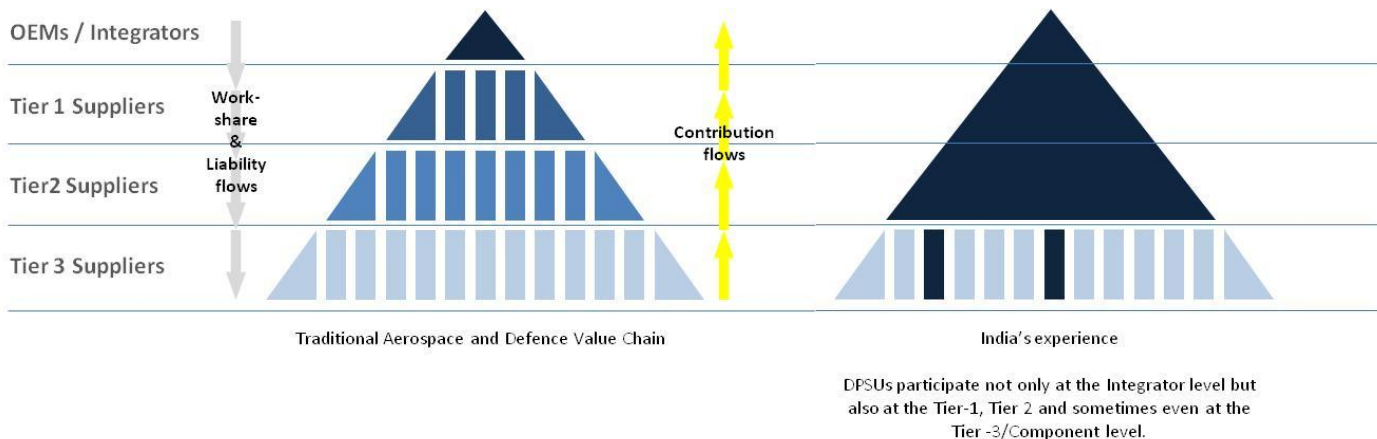 OEMs / Integrators
Tier 1 Suppliers
Tier2 Suppliers
Tier 3 Suppliers
Work-
share
&
Liability
flows
Contribution
flows
Traditional Aerospace and Defence Value Chain
India's experience
DPSUs participate not only at the Integrator level but
also at the Tier-1, Tier 2 and sometimes even at the
Tier -3/Component level.